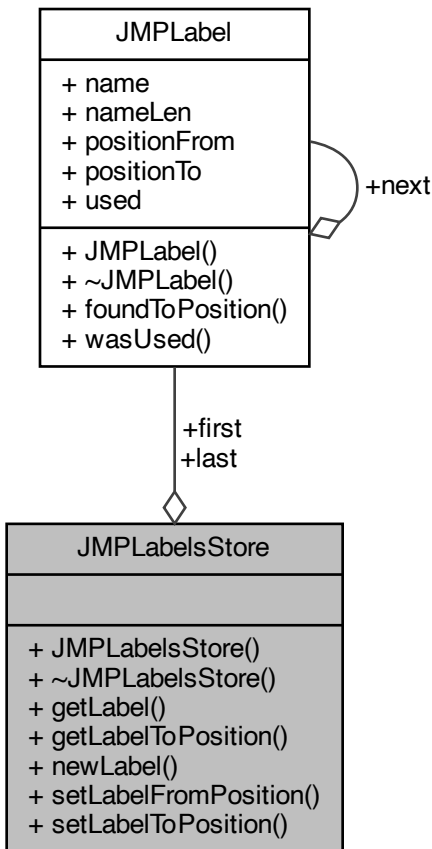 JMPLabel
+ name
+ nameLen
+ positionFrom
+ positionTo
+ used
+next
+ JMPLabel()
+ ~JMPLabel()
+ foundToPosition()
+ wasUsed()
+first
+last
JMPLabelsStore
+ JMPLabelsStore()
+ ~JMPLabelsStore()
+ getLabel()
+ getLabelToPosition()
+ newLabel()
+ setLabelFromPosition()
+ setLabelToPosition()